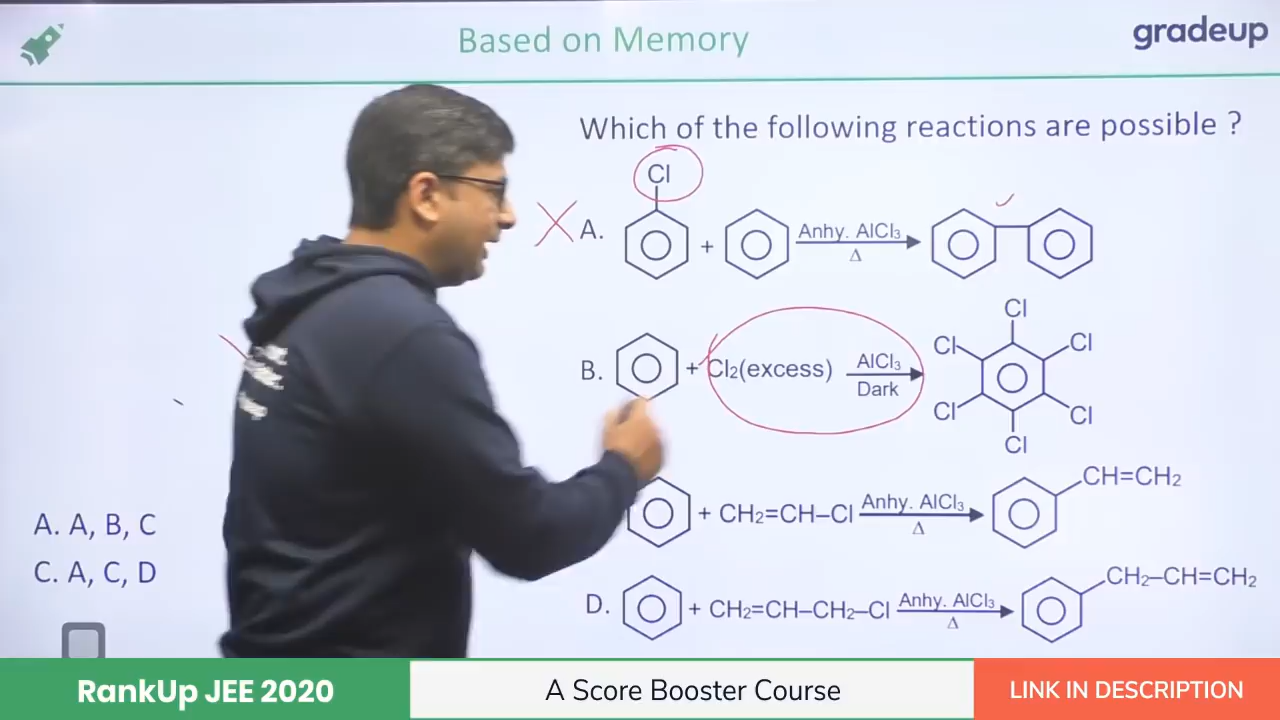 Based on Memory
gradeup
Which of the following reactions are possible ?
Cl
A. + Anhy. AlCl3
Δ
B. + Cl2(excess) AlCl3
Dark
Cl
Cl Cl
Cl Cl
Cl
+ CH2=CH–Cl Anhy. AlCl3
Δ
CH=CH2
D. + CH2=CH–CH2–Cl Anhy. AlCl3
Δ
CH2–CH=CH2
A. A, B, C
C. A, C, D
RankUp JEE 2020
A Score Booster Course
LINK IN DESCRIPTION